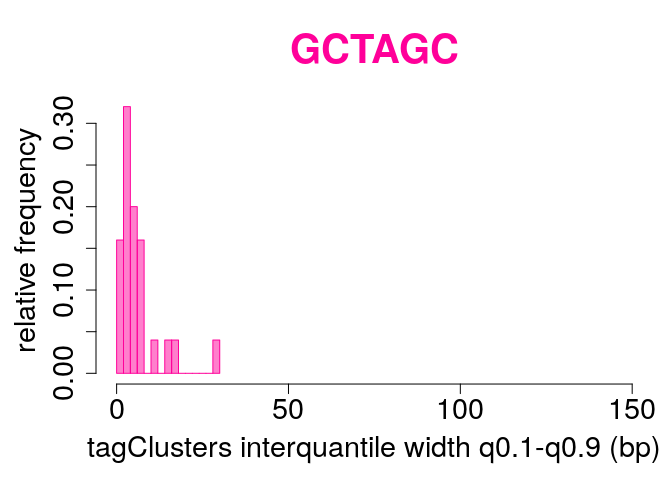 GCTAGC
relative frequency
0.30
0.20
0.10
0.00
0 50 100 150
tagClusters interquantile width q0.1-q0.9 (bp)